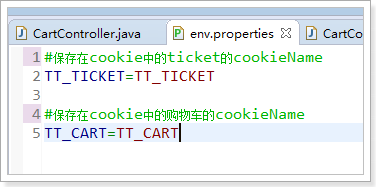 CartController.java env.properties CartCo
1 #保存在cookie中的ticket的cookieName
2 TT_TICKET=TT_TICKET
3
4 #保存在cookie中的购物车的cookieName
5 TT_CART=TT_CART